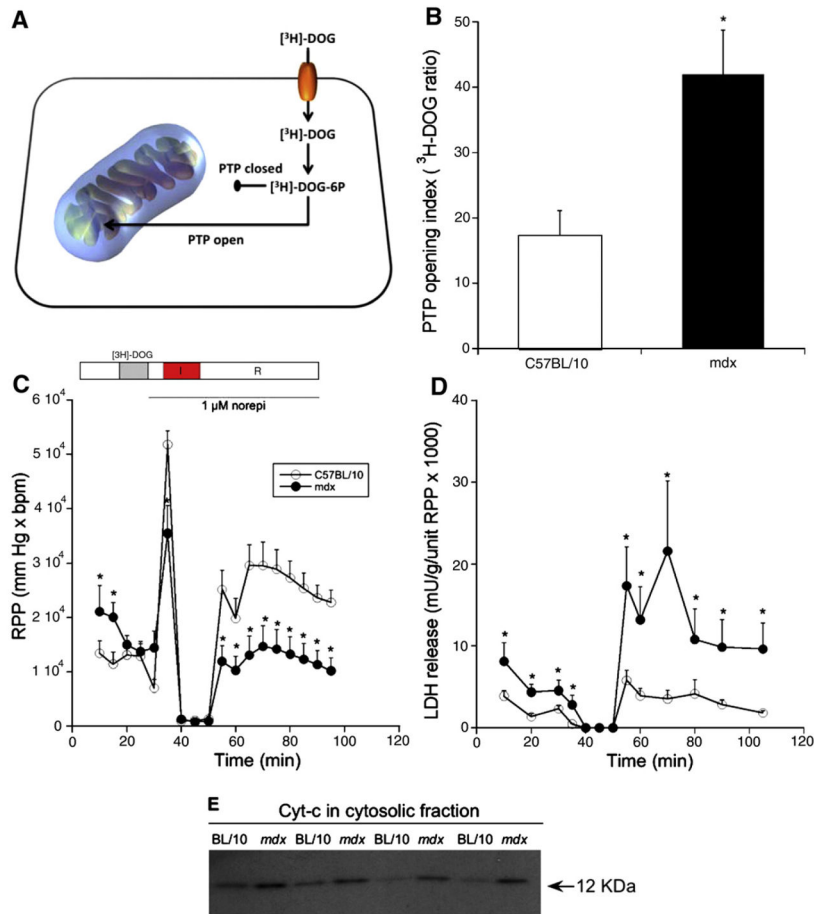 A
[³H]-DOG
[³H]-DOG
PTP closed
[³H]-DOG-6P
PTP open
B
PTP opening index ( ³H-DOG ratio)
50
40
30
20
10
0
*
C57BL/10
mdx
[3H]-DOG
I
R
1 µM norepi
C
RPP (mm Hg x bpm)
6 10⁴
5 10⁴
4 10⁴
3 10⁴
2 10⁴
1 10⁴
0
C57BL/10
mdx
* * * * * * * * * * * *
0 20 40 60 80 100 120
Time (min)
D
LDH release (mU/g/unit RPP x 1000)
40
30
20
10
0
* * * * * * * * * *
0 20 40 60 80 100 120
Time (min)
E
Cyt-c in cytosolic fraction
BL/10 mdx BL/10 mdx BL/10 mdx BL/10 mdx
12 KDa